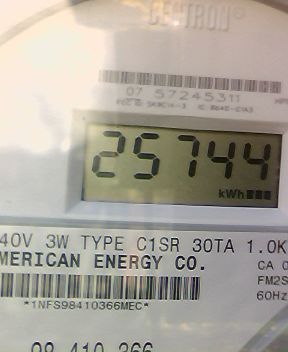 CENTRON®
07 57245311
25744
kWh
40V 3W TYPE C1SR 30TA 1.0K
MERICAN ENERGY CO.
CA 0
FM2S
60Hz
*1NFS98410366MEC*
98 410 366